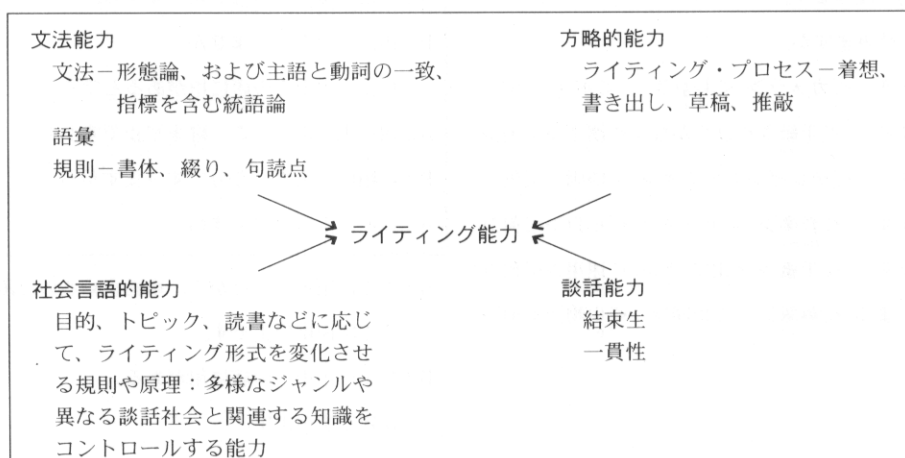 文法能力
文法－形態論、および主語と動詞の一致、
指標を含む統語論
語彙
規則－書体、綴り、句読点
方略的能力
ライティング・プロセス－着想、
書き出し、草稿、推敲
ライティング能力
社会言語的能力
目的、トピック、読書などに応じ
て、ライティング形式を変化させ
る規則や原理：多様なジャンルや
異なる談話社会と関連する知識を
コントロールする能力
談話能力
結束生
一貫性